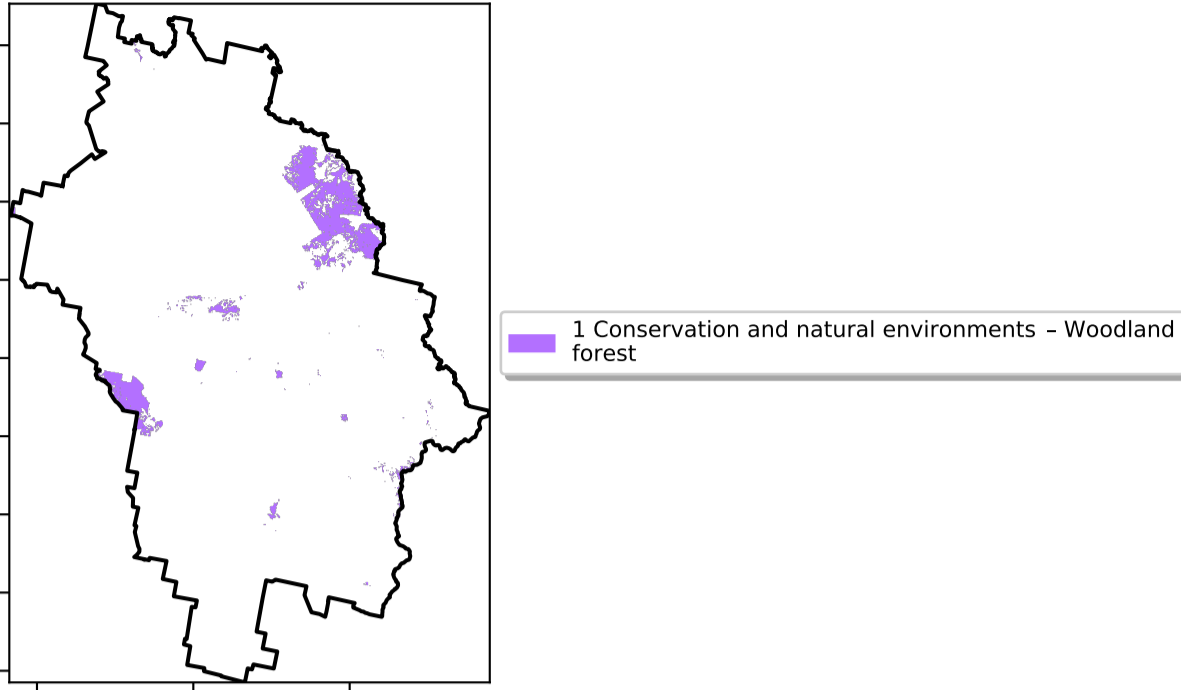 1 Conservation and natural environments – Woodland
forest